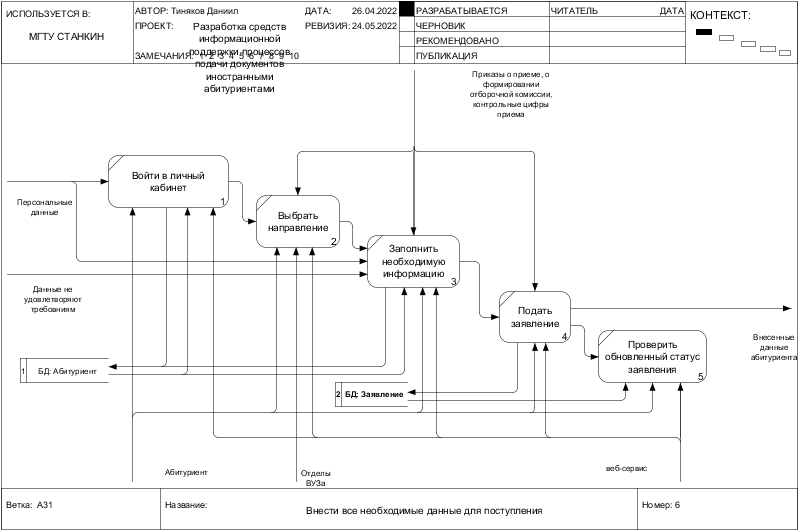 ИСПОЛЬЗУЕТСЯ В:
МГТУ СТАНКИН
АВТОР: Тиняков Даниил
ДАТА: 26.04.2022
ПРОЕКТ: Разработка средств
информационной
поддержки процессов
подачи документов
иностранными
абитуриентами
РЕВИЗИЯ: 24.05.2022
ЗАМЕЧАНИЯ: 1 2 3 4 5 6 7 8 9 10
РАЗРАБАТЫВАЕТСЯ
ЧЕРНОВИК
РЕКОМЕНДОВАНО
ПУБЛИКАЦИЯ
ЧИТАТЕЛЬ ДАТА
КОНТЕКСТ:
Приказы о приеме, о
формировании
отборочной комиссии,
контрольные цифры
приема
Войти в личный
кабинет
1
Персональные
данные
Выбрать
направление
2
Заполнить
необходимую
информацию
3
Данные не
удовлетворяют
требованиям
Подать
заявление
4
Проверить
обновленный статус
заявления
5
Внесенные
данные
абитуриента
1 БД: Абитуриент
2 БД: Заявление
Абитуриент
Отделы
ВУЗа
веб-сервис
Ветка: А31
Название:
Внести все необходимые данные для поступления
Номер: 6